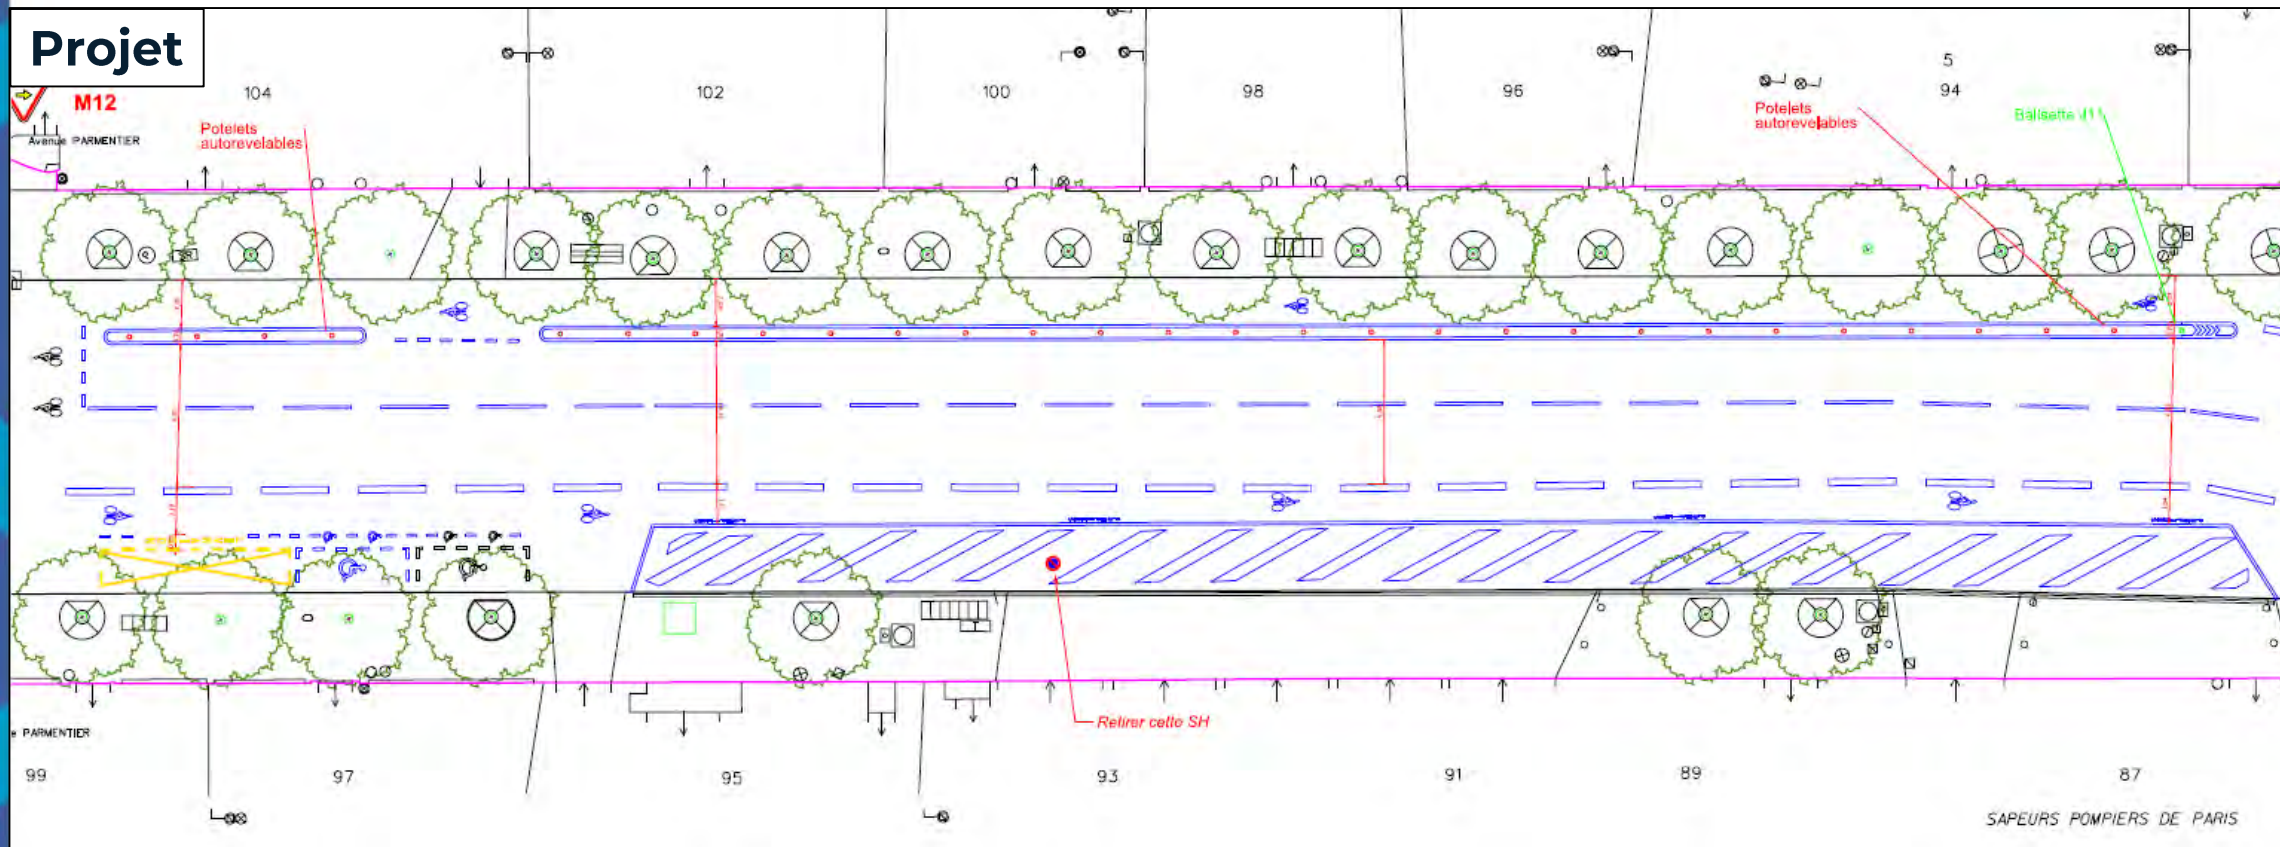 Projet
104
102
100
98
96
5
94
M12
Avenue PARMENTIER
Potelets
autorevelables
Potelets
autorevelables
Balisette J11
Retirer cette SH
e PARMENTIER
99
97
95
93
91
89
87
SAPEURS POMPIERS DE PARIS